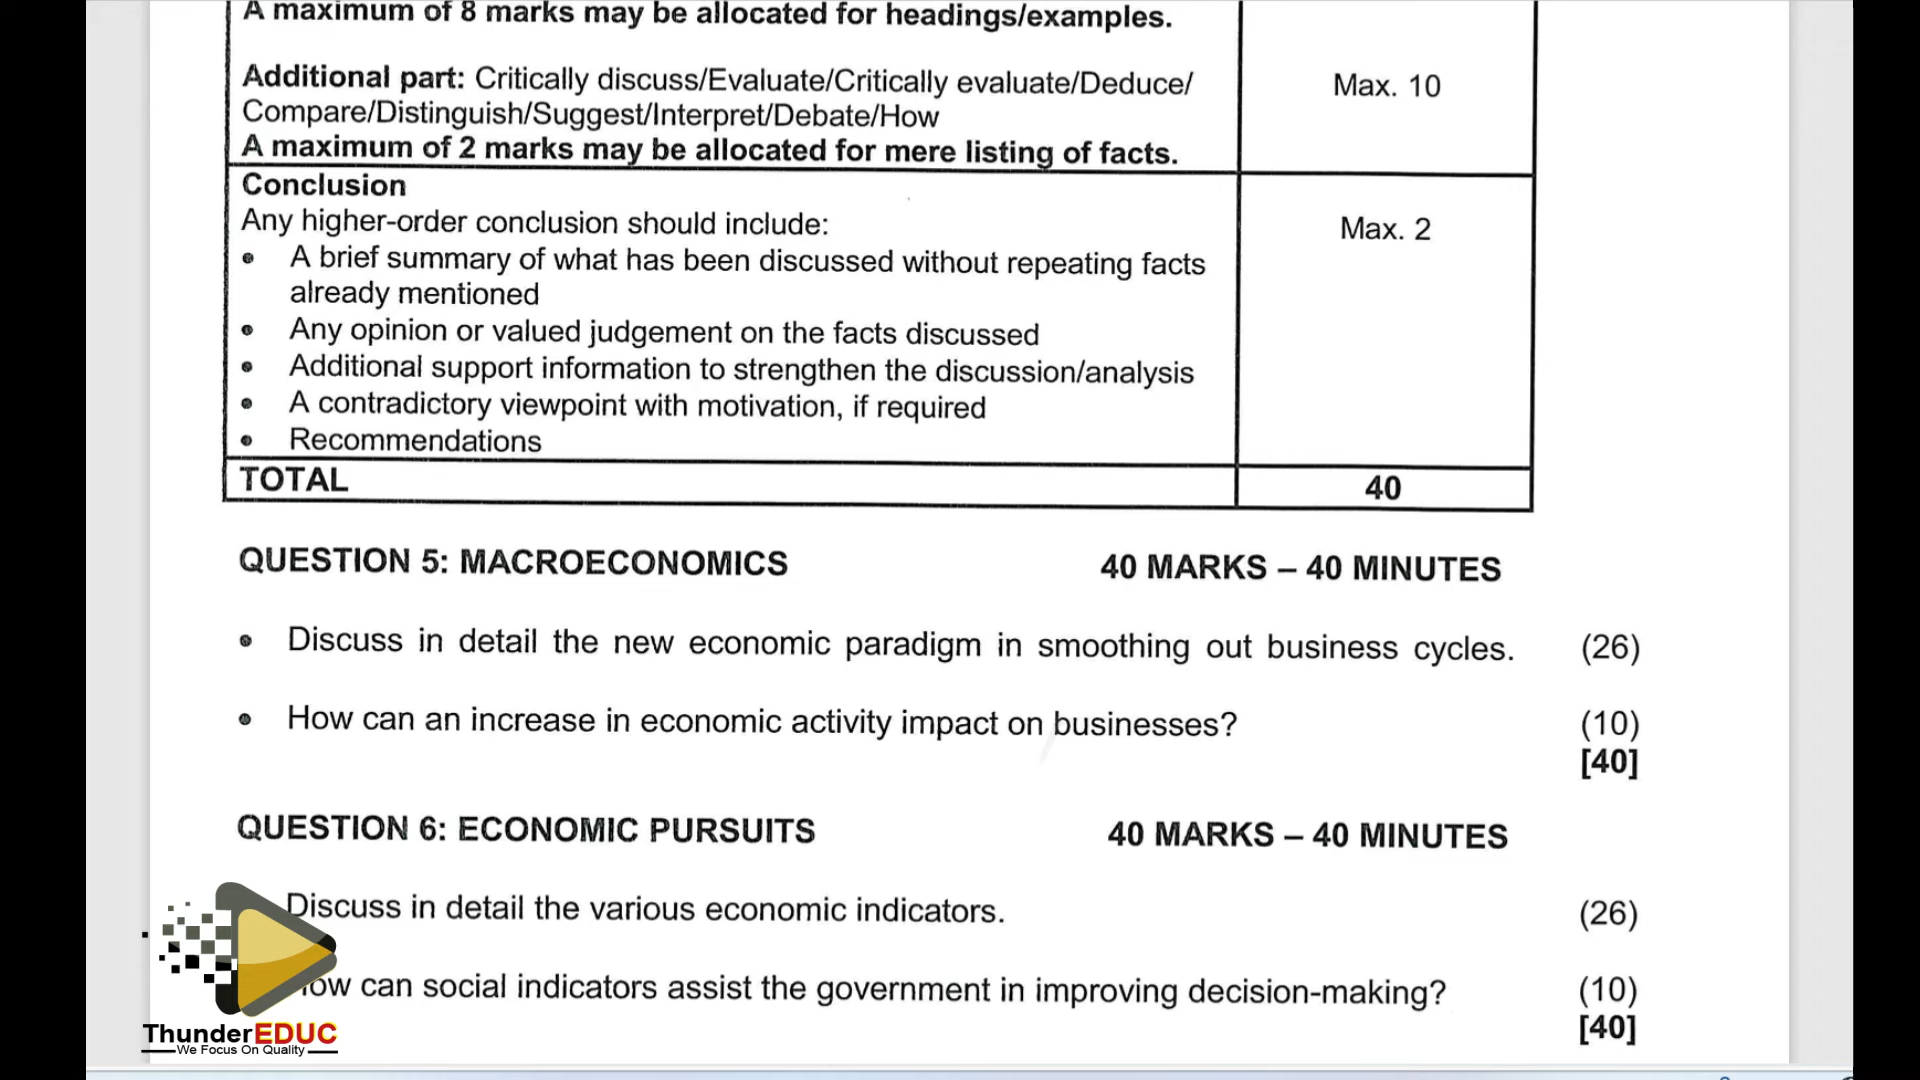 A maximum of 8 marks may be allocated for headings/examples.
Additional part: Critically discuss/Evaluate/Critically evaluate/Deduce/
Compare/Distinguish/Suggest/Interpret/Debate/How
A maximum of 2 marks may be allocated for mere listing of facts.
Max. 10
Conclusion
Any higher-order conclusion should include:
• A brief summary of what has been discussed without repeating facts
already mentioned
• Any opinion or valued judgement on the facts discussed
• Additional support information to strengthen the discussion/analysis
• A contradictory viewpoint with motivation, if required
• Recommendations
Max. 2
TOTAL 40
QUESTION 5: MACROECONOMICS 40 MARKS – 40 MINUTES
• Discuss in detail the new economic paradigm in smoothing out business cycles. (26)
• How can an increase in economic activity impact on businesses? (10)
[40]
QUESTION 6: ECONOMIC PURSUITS 40 MARKS – 40 MINUTES
Discuss in detail the various economic indicators. (26)
How can social indicators assist the government in improving decision-making? (10)
[40]
ThunderEDUC
We Focus On Quality